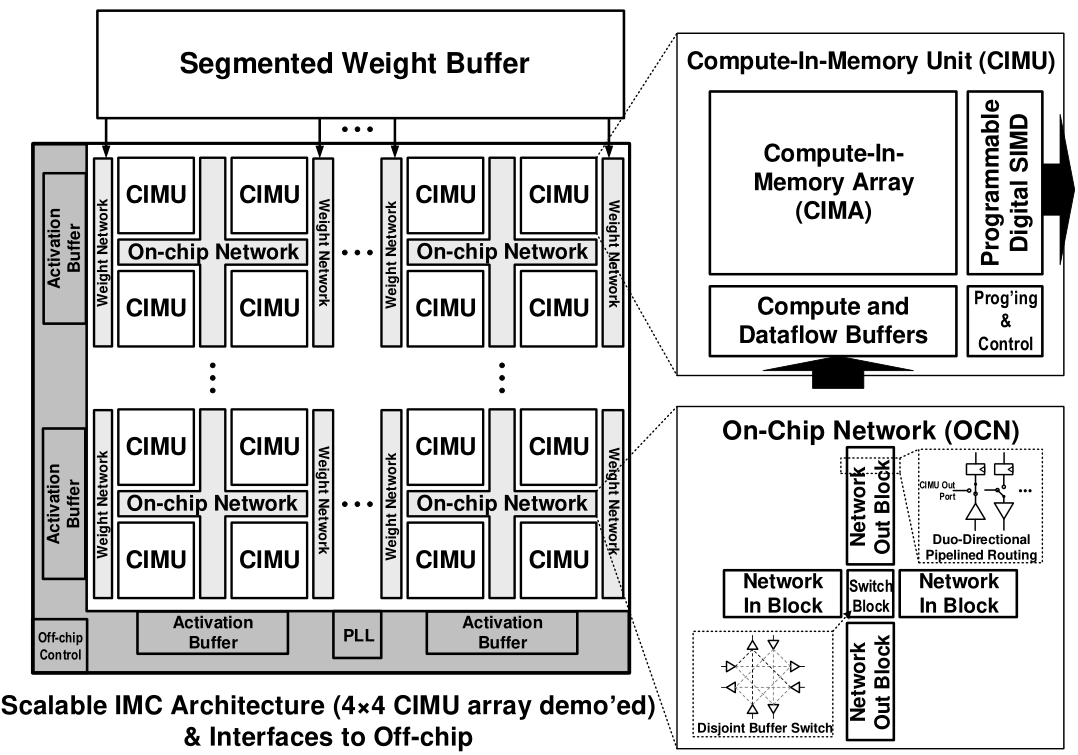 Segmented Weight Buffer
...
Activation
Buffer
Weight Network
CIMU
CIMU
On-chip Network
CIMU
CIMU
Weight Network
...
Weight Network
CIMU
CIMU
On-chip Network
CIMU
CIMU
Weight Network
Activation
Buffer
Weight Network
CIMU
CIMU
On-chip Network
CIMU
CIMU
Weight Network
...
Weight Network
CIMU
CIMU
On-chip Network
CIMU
CIMU
Weight Network
Off-chip
Control
Activation
Buffer
PLL
Activation
Buffer
Scalable IMC Architecture (4×4 CIMU array demo'ed)
& Interfaces to Off-chip
Compute-In-Memory Unit (CIMU)
Compute-In-
Memory Array
(CIMA)
Programmable
Digital SIMD
Compute and
Dataflow Buffers
Prog'ing
&
Control
On-Chip Network (OCN)
Network
Out Block
CIMU Out
Port
...
Duo-Directional
Pipelined Routing
Network
In Block
Switch
Block
Network
In Block
Network
Out Block
Disjoint Buffer Switch